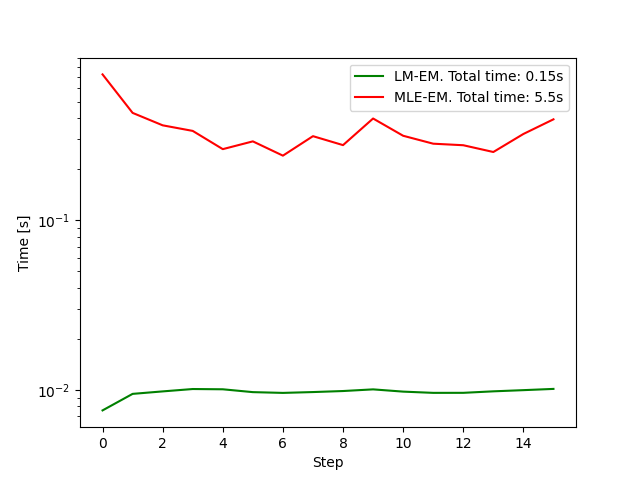 LM-EM. Total time: 0.15s
MLE-EM. Total time: 5.5s
Time [s]
10⁻¹
10⁻²
0 2 4 6 8 10 12 14
Step